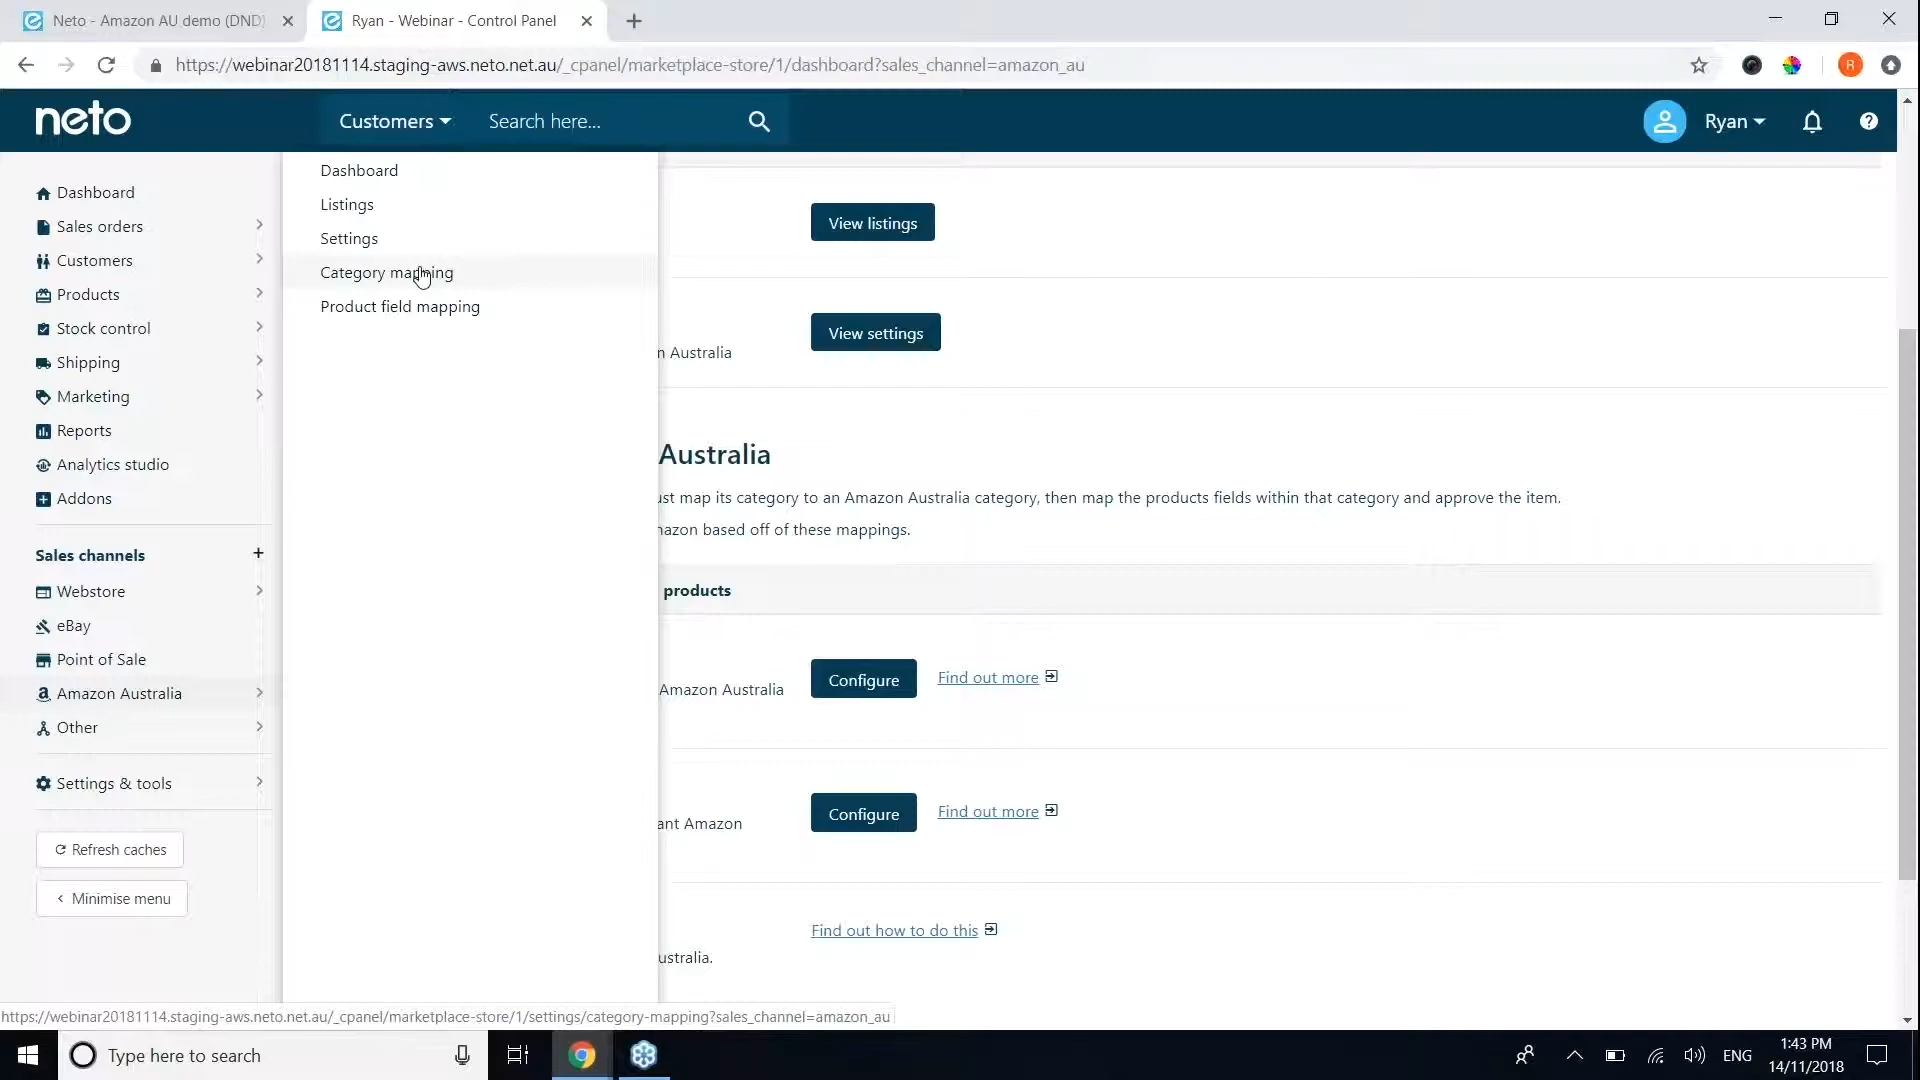 Neto - Amazon AU demo (DND)
Ryan - Webinar - Control Panel
https://webinar20181114.staging-aws.neto.net.au/_cpanel/marketplace-store/1/dashboard?sales_channel=amazon_au
R
neto
Customers
Search here...
Ryan
Dashboard
Sales orders
Customers
Products
Stock control
Shipping
Marketing
Reports
Analytics studio
Addons
Sales channels
+
Webstore
eBay
Point of Sale
Amazon Australia
Other
Settings & tools
Refresh caches
Minimise menu
Dashboard
Listings
Settings
Category mapping
Product field mapping
View listings
View settings
n Australia
Australia
ust map its category to an Amazon Australia category, then map the products fields within that category and approve the item.
mazon based off of these mappings.
products
Configure
Find out more
Amazon Australia
Configure
Find out more
ant Amazon
Find out how to do this
ustralia.
https://webinar20181114.staging-aws.neto.net.au/_cpanel/marketplace-store/1/settings/category-mapping?sales_channel=amazon_au
Type here to search
ENG
1:43 PM
14/11/2018